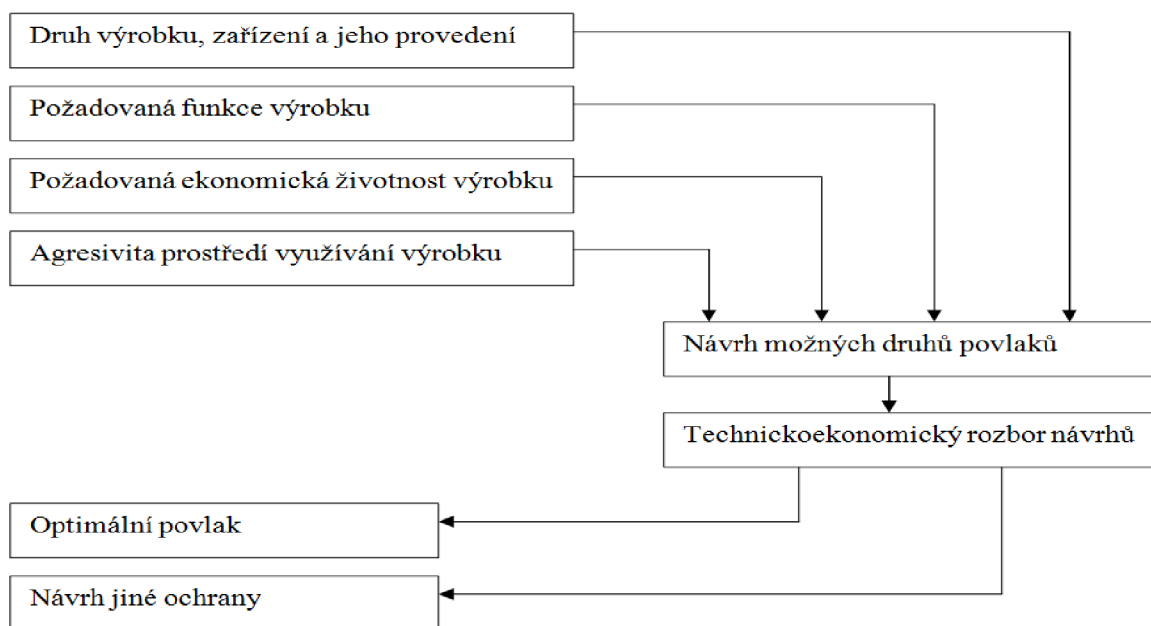 Druh výrobku, zařízení a jeho provedení
Požadovaná funkce výrobku
Požadovaná ekonomická životnost výrobku
Agresivita prostředí využívání výrobku
Návrh možných druhů povlaků
Technickoekonomický rozbor návrhů
Optimální povlak
Návrh jiné ochrany